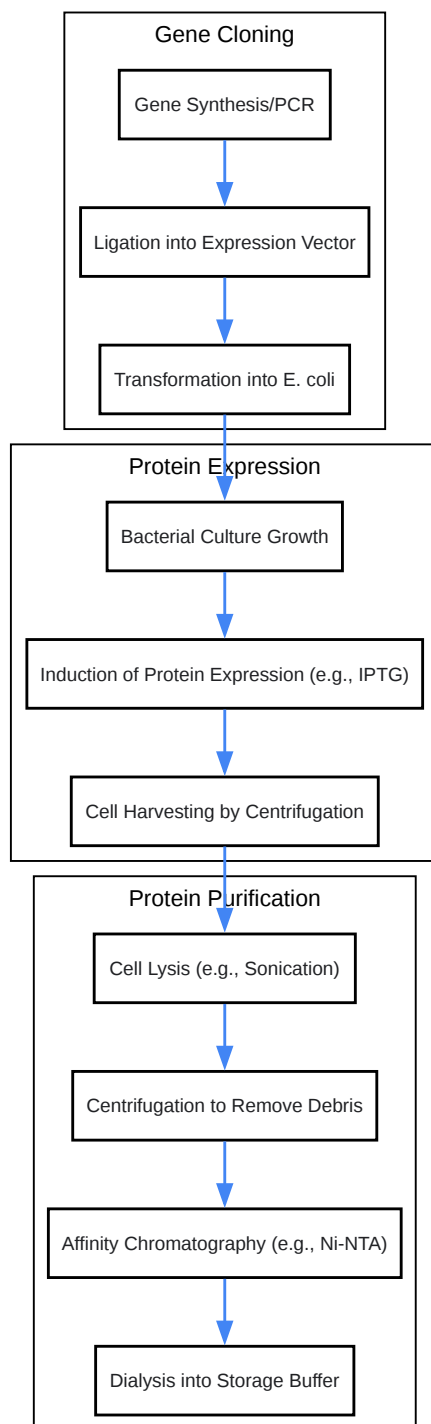 Gene Cloning
Gene Synthesis/PCR
Ligation into Expression Vector
Transformation into E. coli
Protein Expression
Bacterial Culture Growth
Induction of Protein Expression (e.g., IPTG)
Cell Harvesting by Centrifugation
Protein Purification
Cell Lysis (e.g., Sonication)
Centrifugation to Remove Debris
Affinity Chromatography (e.g., Ni-NTA)
Dialysis into Storage Buffer